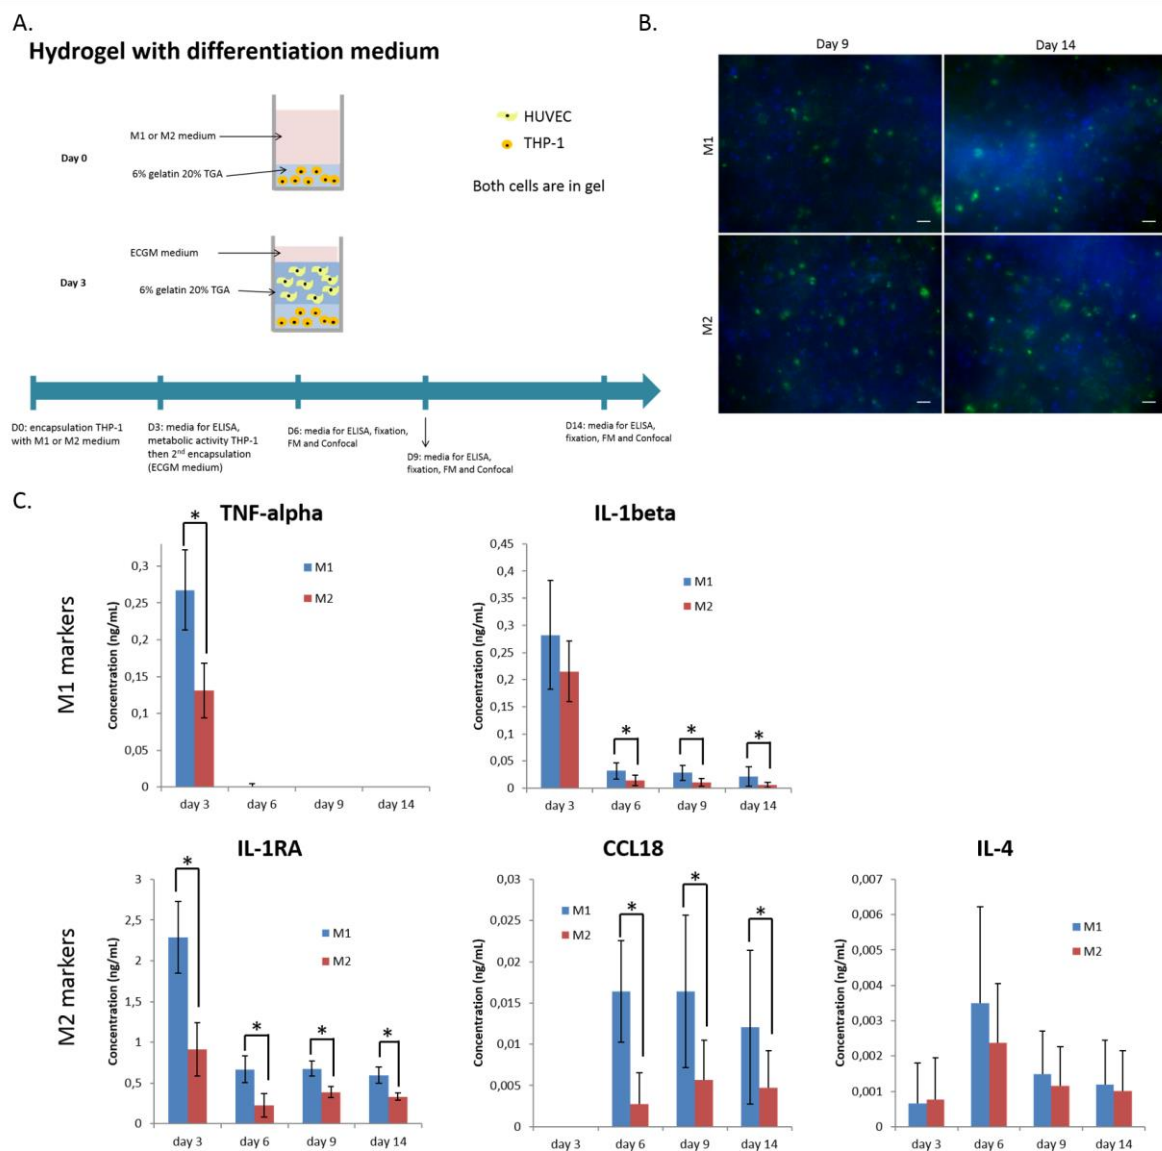 A.
Hydrogel with differentiation medium
Day 0
M1 or M2 medium
6% gelatin 20% TGA
HUVEC
THP-1
Both cells are in gel
Day 3
ECGM medium
6% gelatin 20% TGA
D0: encapsulation THP-1
with M1 or M2 medium
D3: media for ELISA,
metabolic activity THP-1
then 2nd encapsulation
(ECGM medium)
D6: media for ELISA, fixation,
FM and Confocal
D9: media for ELISA,
fixation, FM and Confocal
D14: media for ELISA,
fixation, FM and Confocal
B.
Day 9
Day 14
M1
M2
C.
M1 markers
TNF-alpha
Concentration (ng/mL)
0,3
0,25
0,2
0,15
0,1
0,05
0
*
M1
M2
day 3
day 6
day 9
day 14
IL-1beta
Concentration (ng/mL)
0,45
0,4
0,35
0,3
0,25
0,2
0,15
0,1
0,05
0
*
*
*
M1
M2
day 3
day 6
day 9
day 14
M2 markers
IL-1RA
Concentration (ng/mL)
3
2,5
2
1,5
1
0,5
0
*
*
*
*
M1
M2
day 3
day 6
day 9
day 14
CCL18
Concentration (ng/mL)
0,03
0,025
0,02
0,015
0,01
0,005
0
*
*
*
M1
M2
day 3
day 6
day 9
day 14
IL-4
Concentration (ng/mL)
0,007
0,006
0,005
0,004
0,003
0,002
0,001
0
M1
M2
day 3
day 6
day 9
day 14